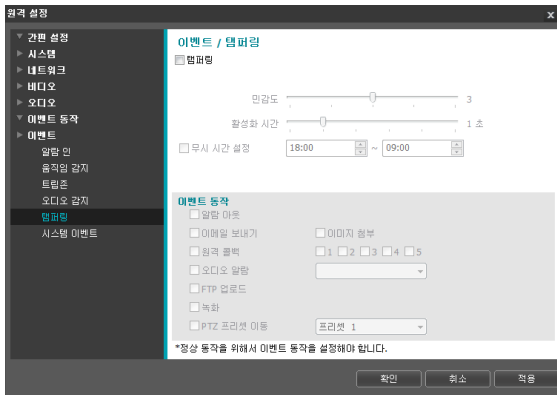 원격 설정
x
간편 설정
시스템
네트워크
비디오
오디오
이벤트 동작
이벤트
알람 인
움직임 감지
트립존
오디오 감지
탬퍼링
시스템 이벤트
이벤트 / 탬퍼링
탬퍼링
민감도 3
활성화 시간 1 초
무시 시간 설정 18:00 ~ 09:00
이벤트 동작
알람 아웃
이메일 보내기 이미지 첨부
원격 콜백 1 2 3 4 5
오디오 알람
FTP 업로드
녹화
PTZ 프리셋 이동 프리셋 1
*정상 동작을 위해서 이벤트 동작을 설정해야 합니다.
확인 취소 적용